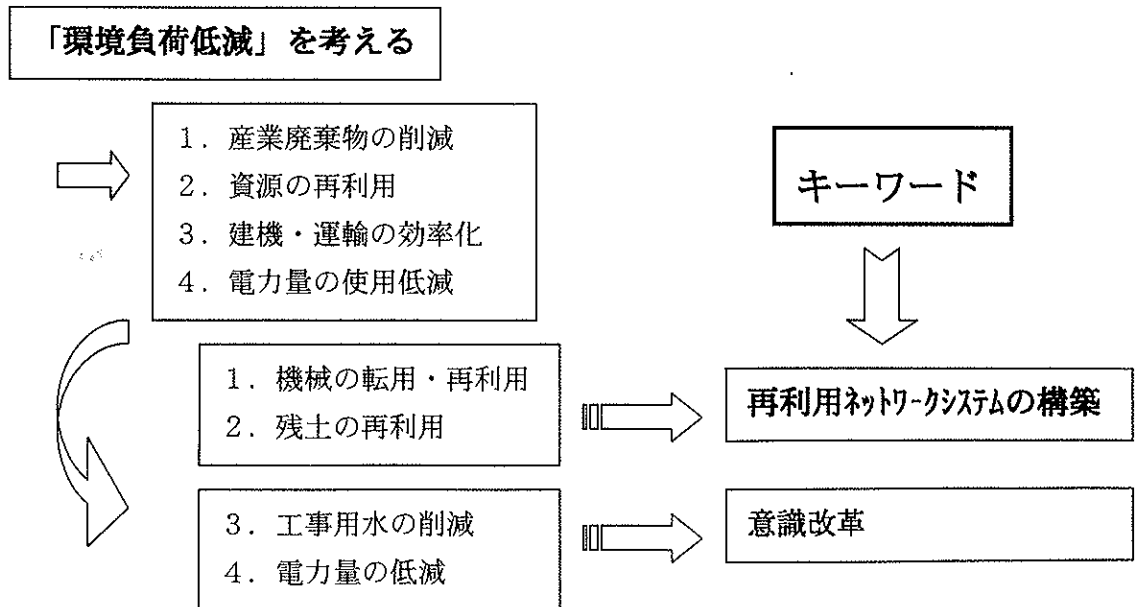 「環境負荷低減」を考える
1．産業廃棄物の削減
2．資源の再利用
3．建機・運輸の効率化
4．電力量の使用低減
キーワード
1．機械の転用・再利用
2．残土の再利用
再利用ﾈｯﾄﾜｰｸｼｽﾃﾑの構築
3．工事用水の削減
4．電力量の低減
意識改革